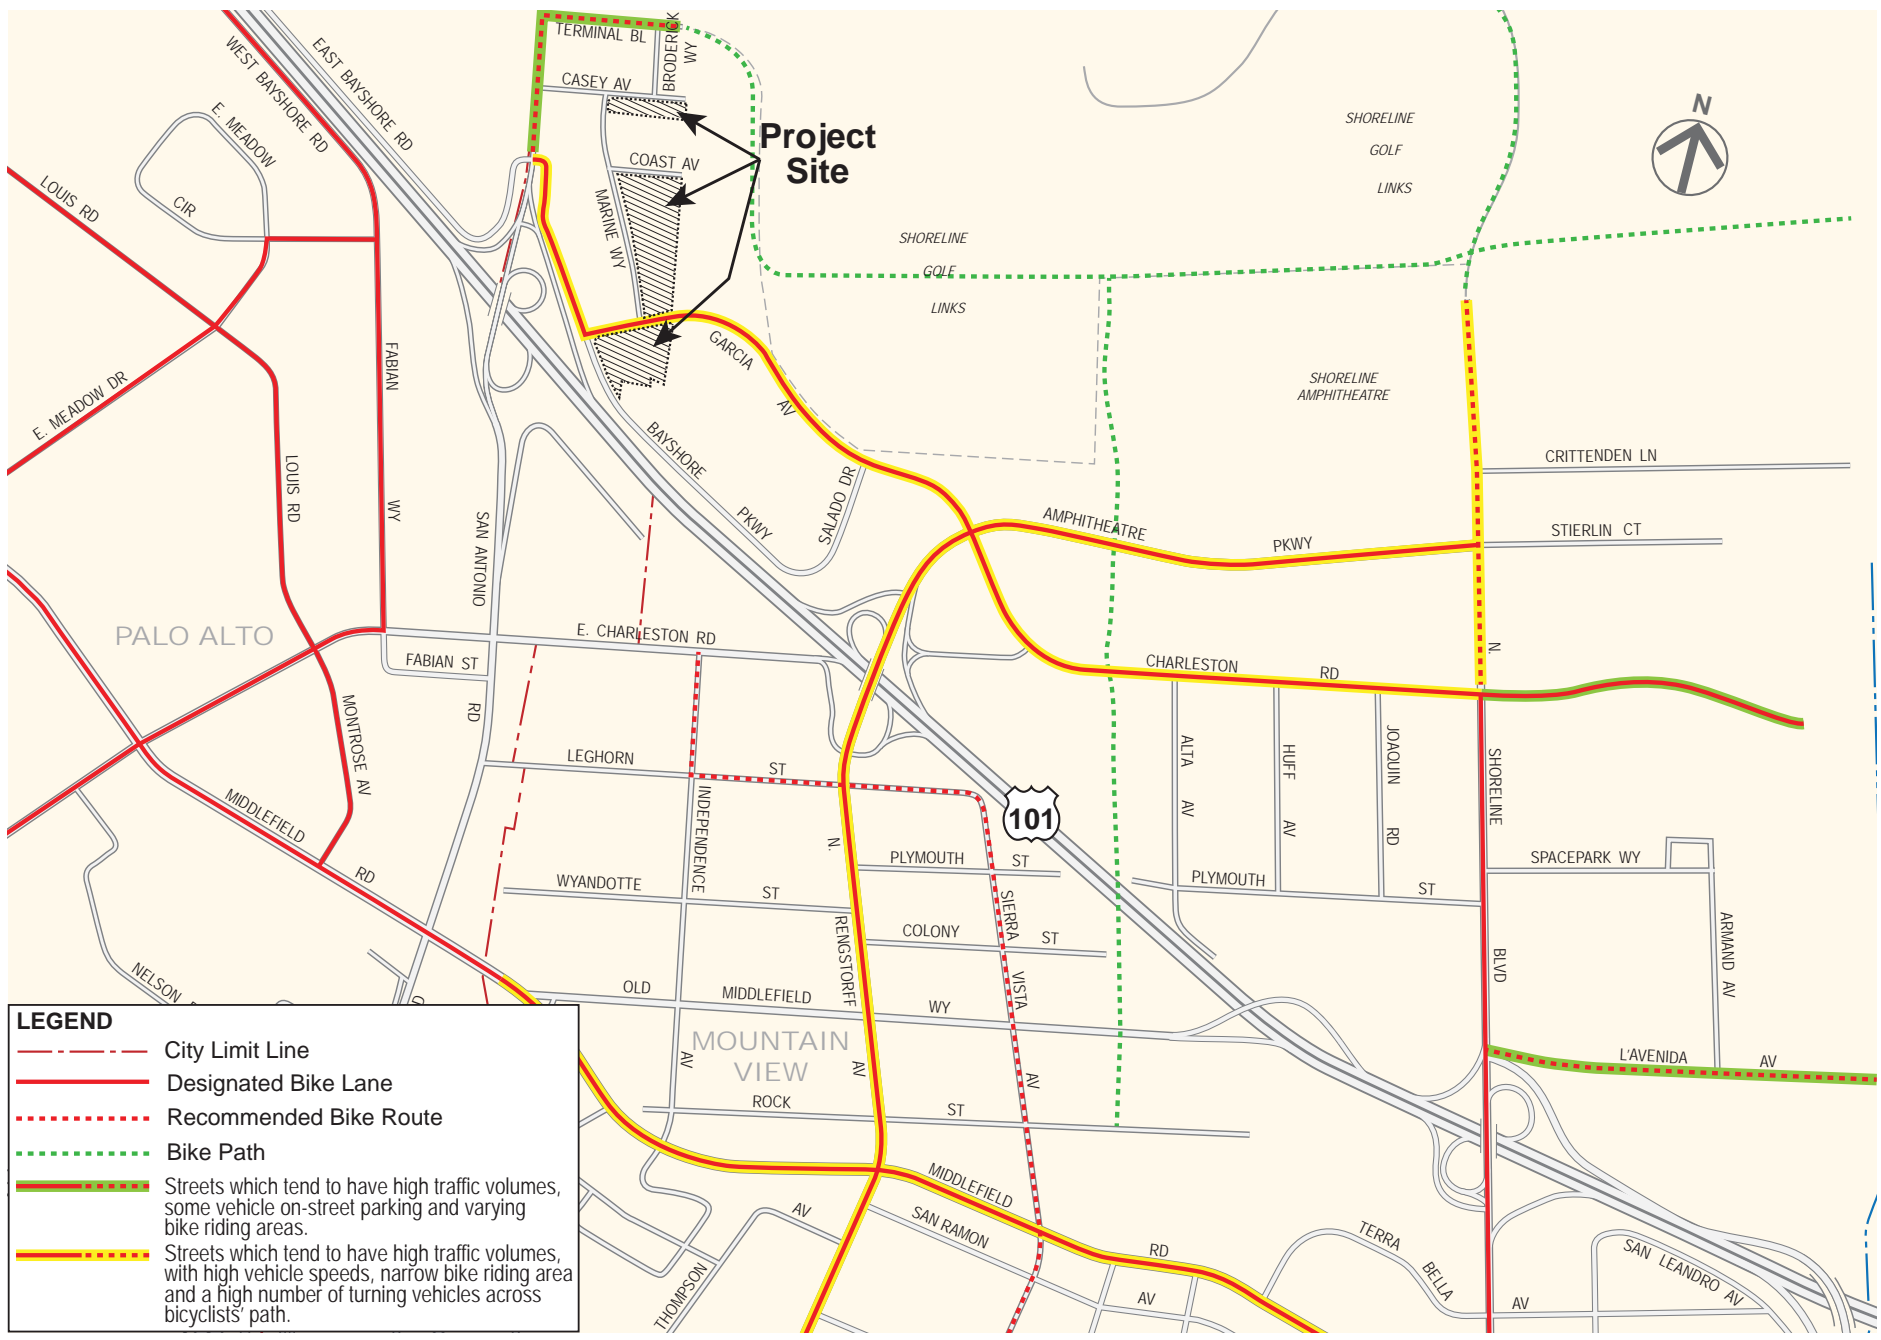 TERMINAL BL
BRODERICK
WY
CASEY AV
EAST BAYSHORE RD
WEST BAYSHORE RD
E. MEADOW
CIR
LOUIS RD
COAST AV
MARINE WY
Project
Site
SHORELINE
GOLF
LINKS
N
SHORELINE
GOLF
LINKS
FABIAN
WY
E. MEADOW DR
LOUIS RD
GARCIA
AV
SHORELINE
AMPHITHEATRE
BAYSHORE
PKWY
SALADO DR
CRITTENDEN LN
AMPHITHEATRE
PKWY
STIERLIN CT
SAN ANTONIO
RD
PALO ALTO
E. CHARLESTON RD
FABIAN ST
CHARLESTON
RD
N.
SHORELINE
BLVD
MONTROSE AV
LEGHORN
ST
ALTA
AV
HUFF
AV
JOAQUIN
RD
MIDDLEFIELD
RD
INDEPENDENCE
AV
101
N.
RENGSTORFF
AV
PLYMOUTH
ST
PLYMOUTH
ST
SPACEPARK WY
WYANDOTTE
ST
SIERRA
VISTA
AV
COLONY
ST
ARMAND AV
NELSON
OLD
MIDDLEFIELD
WY
MOUNTAIN
VIEW
L'AVENIDA
AV
ROCK
ST
MIDDLEFIELD
RD
SAN RAMON
AV
AV
THOMPSON
TERRA
BELLA
AV
SAN LEANDRO AV
LEGEND
City Limit Line
Designated Bike Lane
Recommended Bike Route
Bike Path
Streets which tend to have high traffic volumes,
some vehicle on-street parking and varying
bike riding areas.
Streets which tend to have high traffic volumes,
with high vehicle speeds, narrow bike riding area
and a high number of turning vehicles across
bicyclists' path.